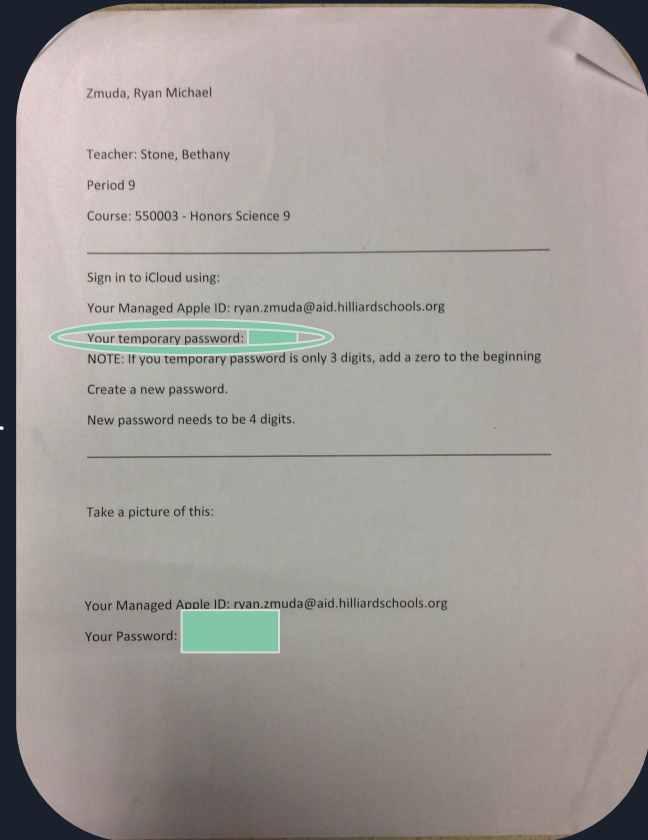 Zmuda, Ryan Michael
Teacher: Stone, Bethany
Period 9
Course: 550003 - Honors Science 9
Sign in to iCloud using:
Your Managed Apple ID: ryan.zmuda@aid.hilliardschools.org
Your temporary password:
NOTE: If you temporary password is only 3 digits, add a zero to the beginning
Create a new password.
New password needs to be 4 digits.
Take a picture of this:
Your Managed Apple ID: ryan.zmuda@aid.hilliardschools.org
Your Password: